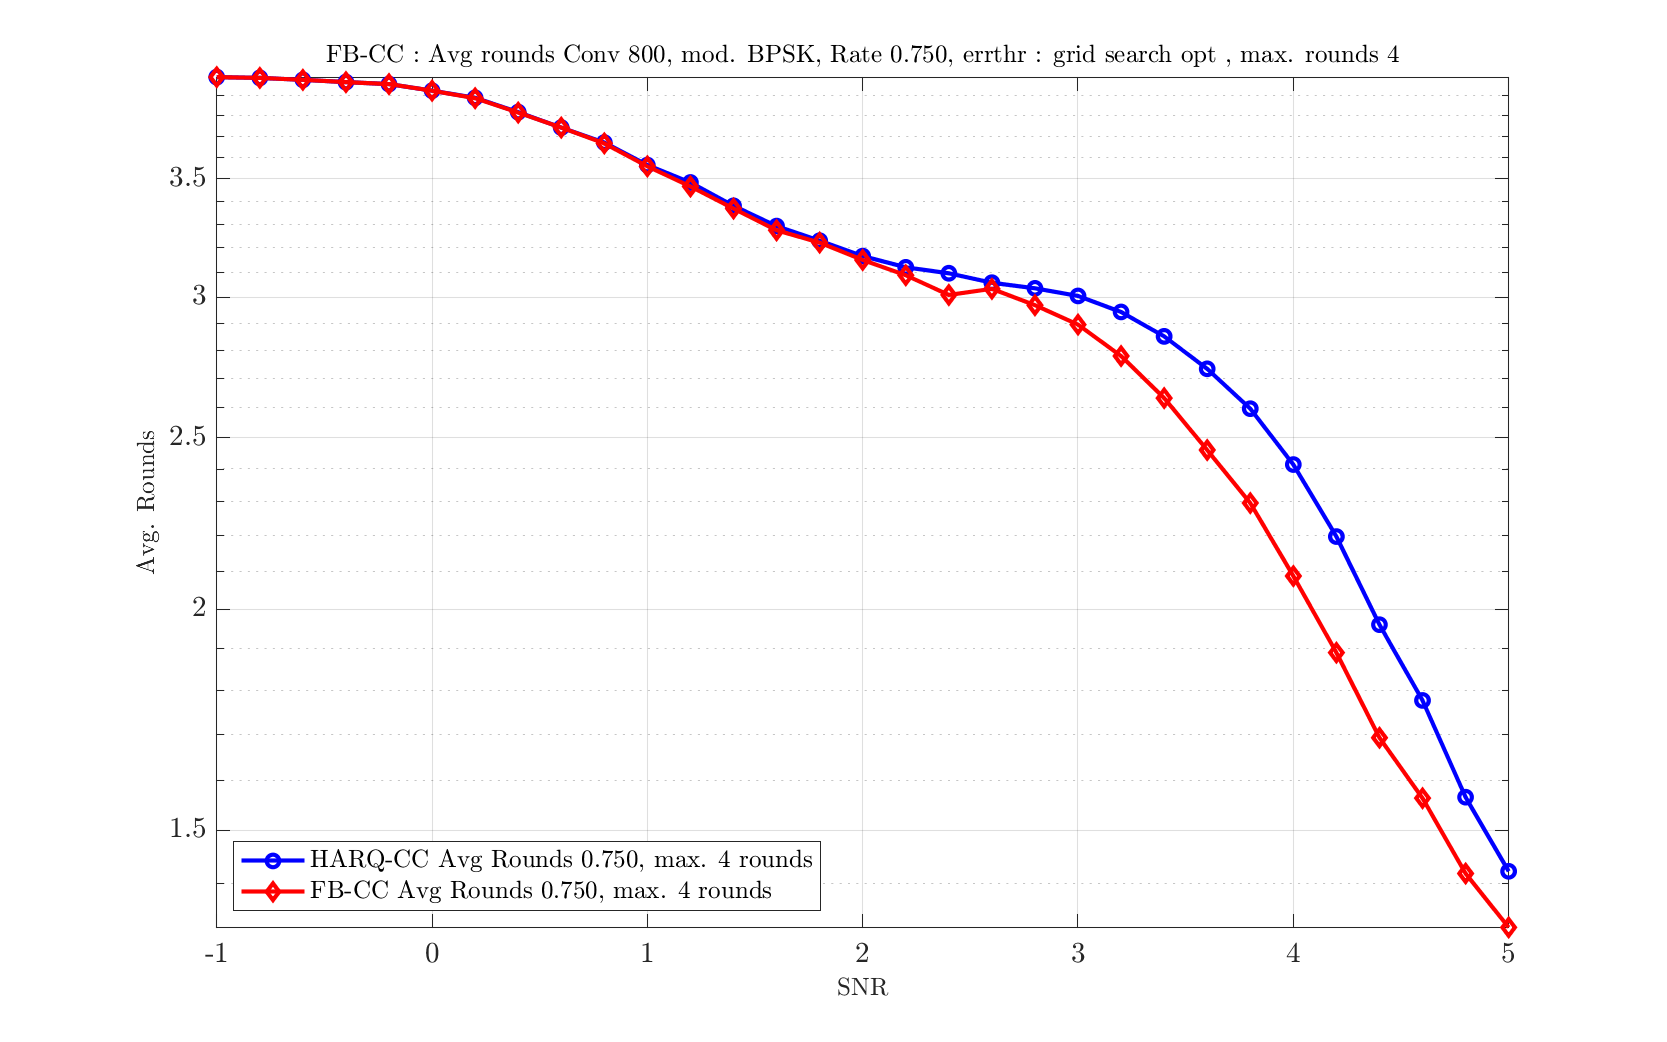 FB-CC : Avg rounds Conv 800, mod. BPSK, Rate 0.750, errthr : grid search opt , max. rounds 4
3.5
3
2.5
2
1.5
Avg. Rounds
HARQ-CC Avg Rounds 0.750, max. 4 rounds
FB-CC Avg Rounds 0.750, max. 4 rounds
-1 0 1 2 3 4 5
SNR